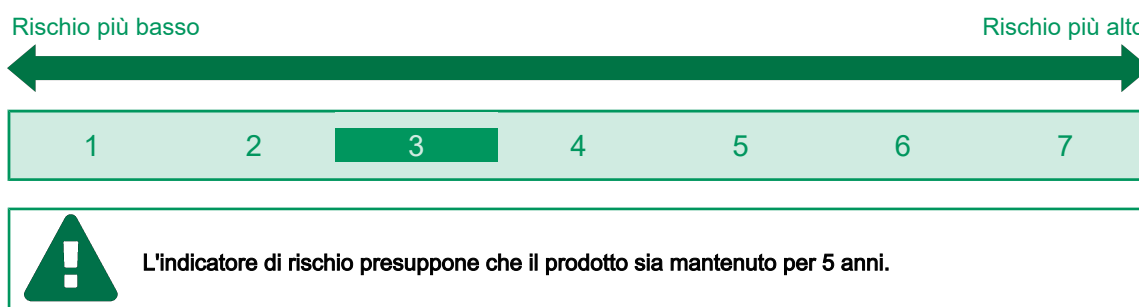 Rischio più basso Rischio più alto
1 2 3 4 5 6 7
L'indicatore di rischio presuppone che il prodotto sia mantenuto per 5 anni.